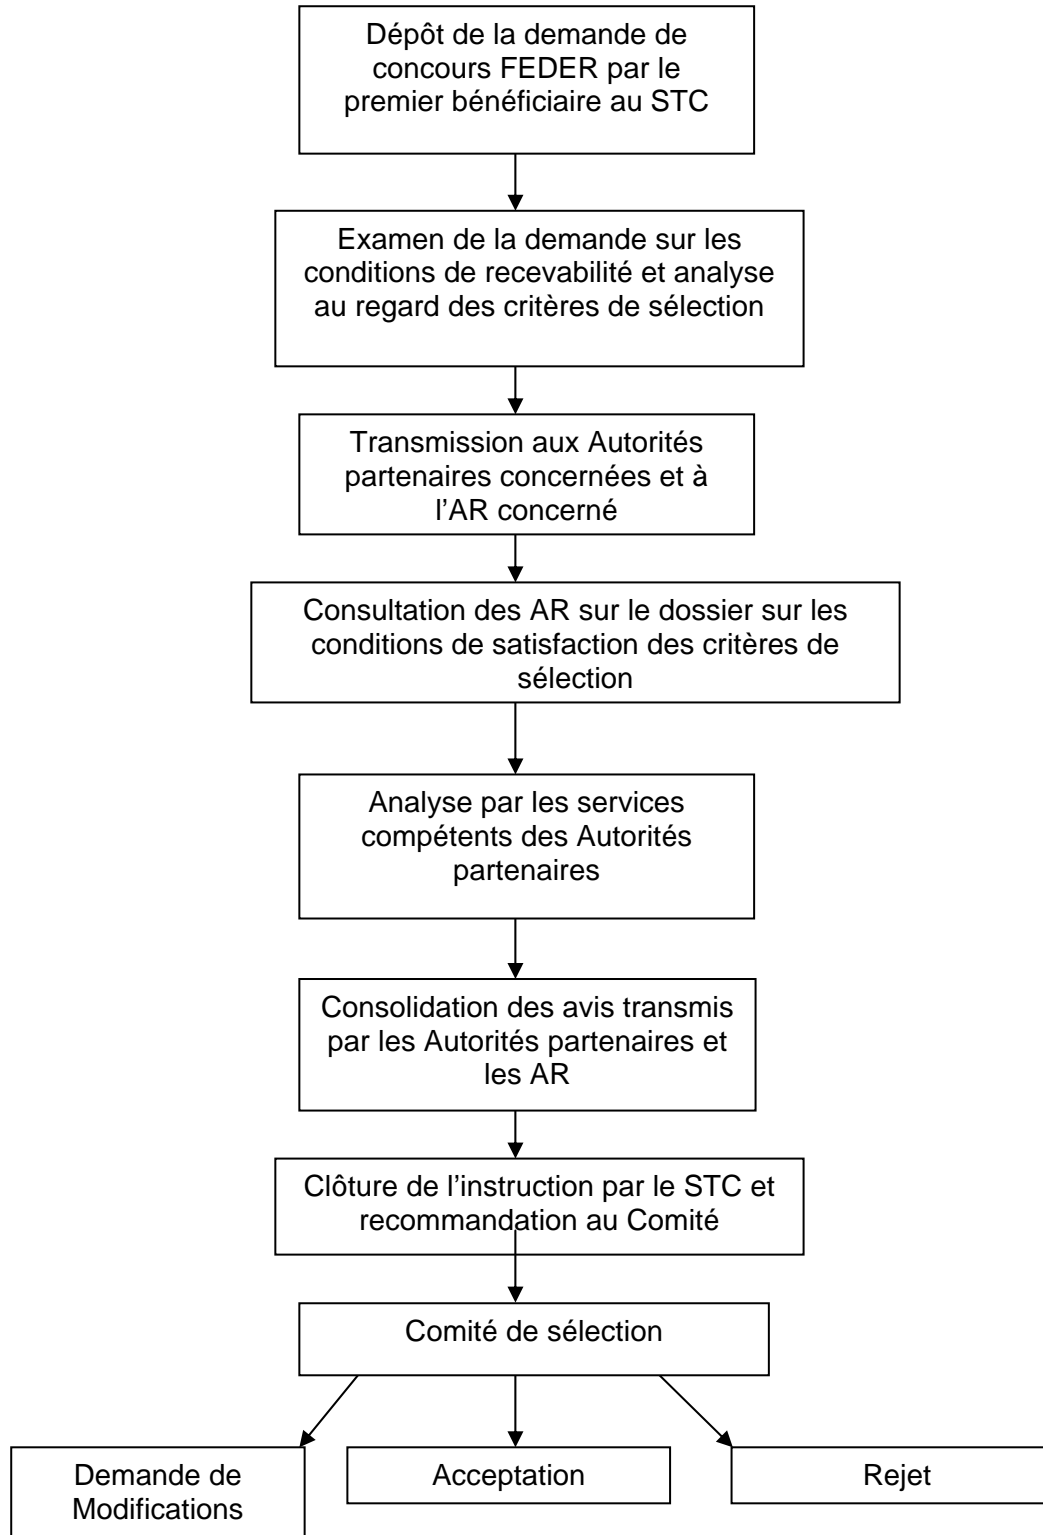 Dépôt de la demande de
concours FEDER par le
premier bénéficiaire au STC
Examen de la demande sur les
conditions de recevabilité et analyse
au regard des critères de sélection
Transmission aux Autorités
partenaires concernées et à
l’AR concerné
Consultation des AR sur le dossier sur les
conditions de satisfaction des critères de
sélection
Analyse par les services
compétents des Autorités
partenaires
Consolidation des avis transmis
par les Autorités partenaires et
les AR
Clôture de l’instruction par le STC et
recommandation au Comité
Comité de sélection
Demande de
Modifications
Acceptation
Rejet